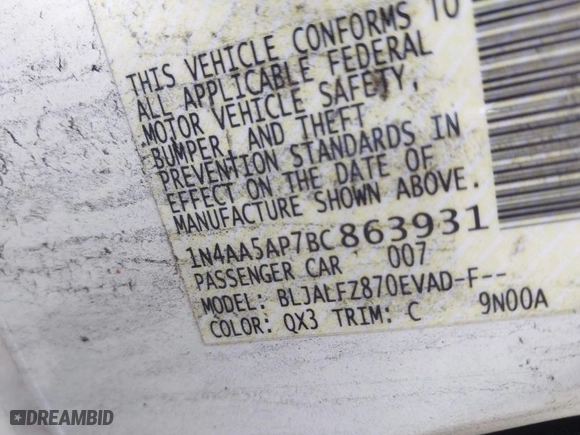 THIS VEHICLE CONFORMS TO
ALL APPLICABLE FEDERAL
MOTOR VEHICLE SAFETY,
BUMPER, AND THEFT
PREVENTION STANDARDS IN
EFFECT ON THE DATE OF
MANUFACTURE SHOWN ABOVE.
1N4AA5AP7BC863931
PASSENGER CAR 007
MODEL: BLJALFZ870EVAD-F--
COLOR: QX3 TRIM: C 9N00A
DREAMBID